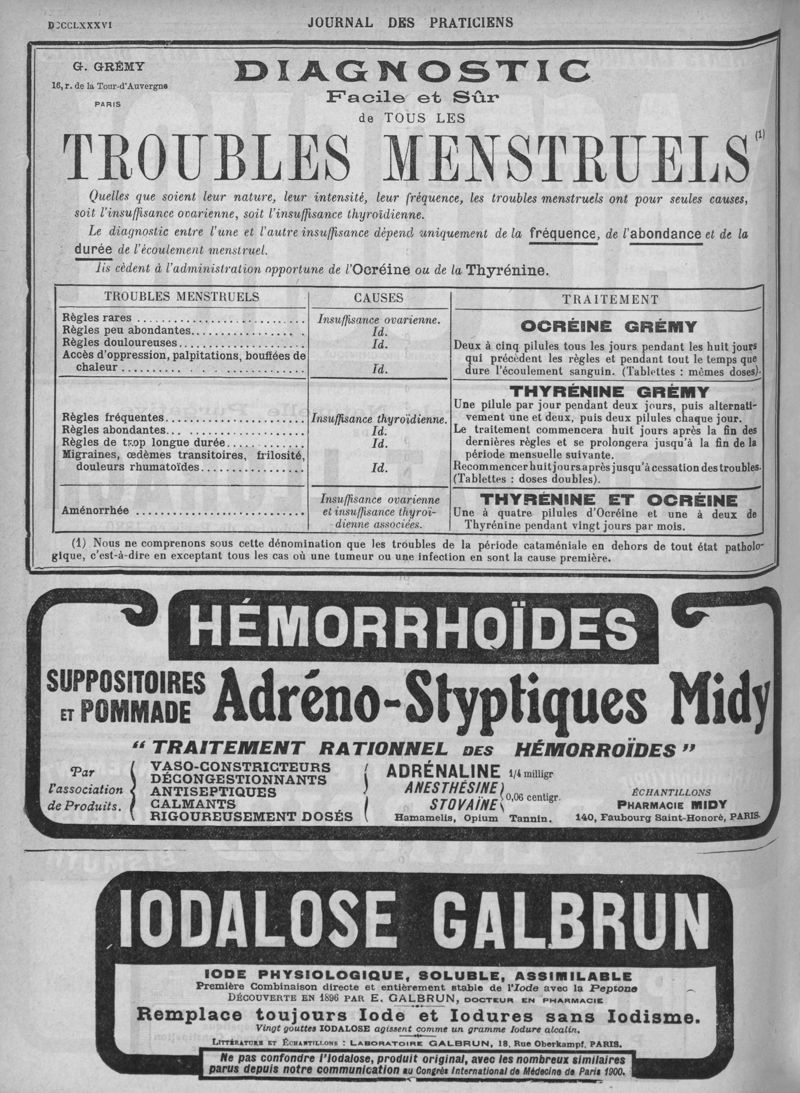 DCCCLXXXVI
JOURNAL DES PRATICIENS
G. GRÉMY
16, r. de la Tour-d'Auvergne
PARIS
DIAGNOSTIC
Facile et Sûr
de TOUS LES
TROUBLES MENSTRUELS (1)
Quelles que soient leur nature, leur intensité, leur fréquence, les troubles menstruels ont pour seules causes,
soit l'insuffisance ovarienne, soit l'insuffisance thyroïdienne.
Le diagnostic entre l'une et l'autre insuffisance dépend uniquement de la fréquence, de l'abondance et de la
durée de l'écoulement menstruel.
Ils cèdent à l'administration opportune de l'Ocréine ou de la Thyrénine.
TROUBLES MENSTRUELS
CAUSES
TRAITEMENT
Règles rares
Règles peu abondantes
Règles douloureuses
Accès d'oppression, palpitations, bouffées de
chaleur
Insuffisance ovarienne.
Id.
Id.
Id.
OCRÉINE GRÉMY
Deux à cinq pilules tous les jours pendant les huit jours
qui précèdent les règles et pendant tout le temps que
dure l'écoulement sanguin. (Tablettes : mêmes doses).
Règles fréquentes
Règles abondantes
Règles de trop longue durée
Migraines, œdèmes transitoires, frilosité,
douleurs rhumatoïdes
Insuffisance thyroïdienne.
Id.
Id.
Id.
THYRÉNINE GRÉMY
Une pilule par jour pendant deux jours, puis alternati-
vement une et deux, puis deux pilules chaque jour.
Le traitement commencera huit jours après la fin des
dernières règles et se prolongera jusqu'à la fin de la
période mensuelle suivante.
Recommencer huit jours après jusqu'à cessation des troubles.
(Tablettes : doses doubles).
Aménorrhée
Insuffisance ovarienne
et insuffisance thyroï-
dienne associées.
THYRÉNINE ET OCRÉINE
Une à quatre pilules d'Ocréine et une à deux de
Thyrénine pendant vingt jours par mois.
(1) Nous ne comprenons sous cette dénomination que les troubles de la période cataméniale en dehors de tout état patholo-
gique, c'est-à-dire en exceptant tous les cas où une tumeur ou une infection en sont la cause première.
HÉMORRHOÏDES
SUPPOSITOIRES
ET POMMADE
Adréno-Styptiques Midy
"TRAITEMENT RATIONNEL DES HÉMORROÏDES"
Par
l'association
de Produits.
VASO-CONSTRICTEURS
DÉCONGESTIONNANTS
ANTISEPTIQUES
CALMANTS
RIGOUREUSEMENT DOSÉS
ADRÉNALINE 1/4 milligr
ANESTHÉSINE
STOVAÏNE
0,06 centigr.
Hamamelis, Opium Tannin.
ÉCHANTILLONS
PHARMACIE MIDY
140, Faubourg Saint-Honoré, PARIS.
IODALOSE GALBRUN
IODE PHYSIOLOGIQUE, SOLUBLE, ASSIMILABLE
Première Combinaison directe et entièrement stable de l'Iode avec la Peptone
DÉCOUVERTE EN 1896 PAR E. GALBRUN, DOCTEUR EN PHARMACIE
Remplace toujours Iode et Iodures sans Iodisme.
Vingt gouttes IODALOSE agissent comme un gramme Iodure alcalin.
LITTÉRATURE ET ÉCHANTILLONS : LABORATOIRE GALBRUN, 18, Rue Oberkampf, PARIS.
Ne pas confondre l'Iodalose, produit original, avec les nombreux similaires
parus depuis notre communication au Congrès International de Médecine de Paris 1900.